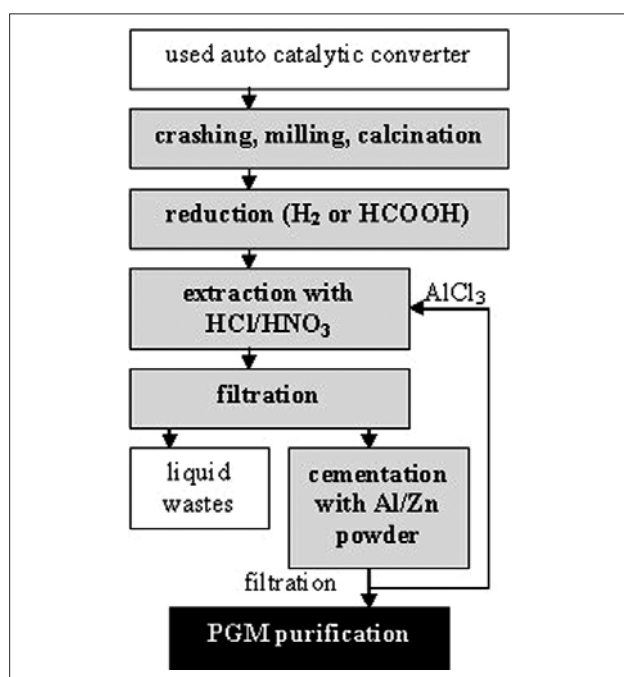 used auto catalytic converter
crashing, milling, calcination
reduction (H₂ or HCOOH)
extraction with
HCl/HNO₃
AlCl₃
filtration
liquid
wastes
cementation
with Al/Zn
powder
filtration
PGM purification